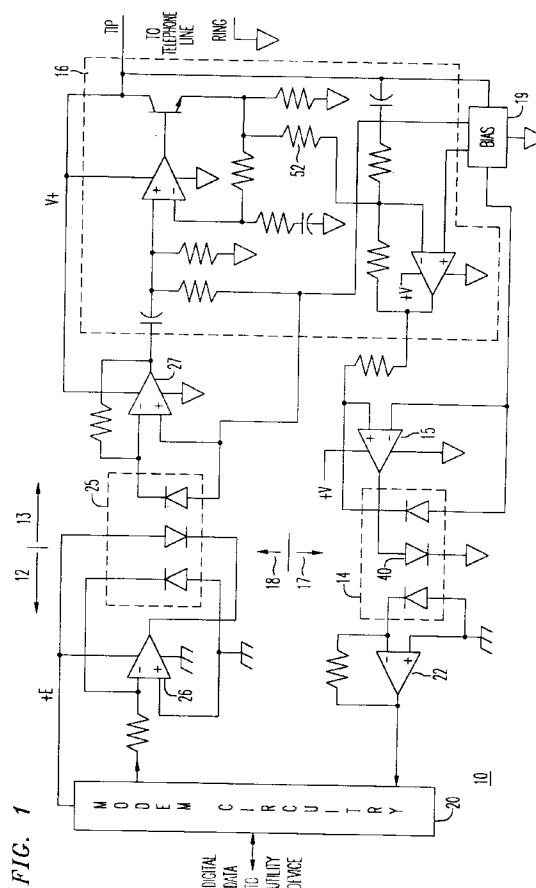 FIG. 1
DIGITAL
DATA
TO
UTILITY
DEVICE
MODEM CIRCUITRY
20
10
+E
12
13
26
25
27
V+
16
TIP
TO
TELEPHONE
LINE
RING
52
18
17
22
14
40
15
+V
+V
BIAS
19
- +
+ -
+ -
- +
+ -
- +